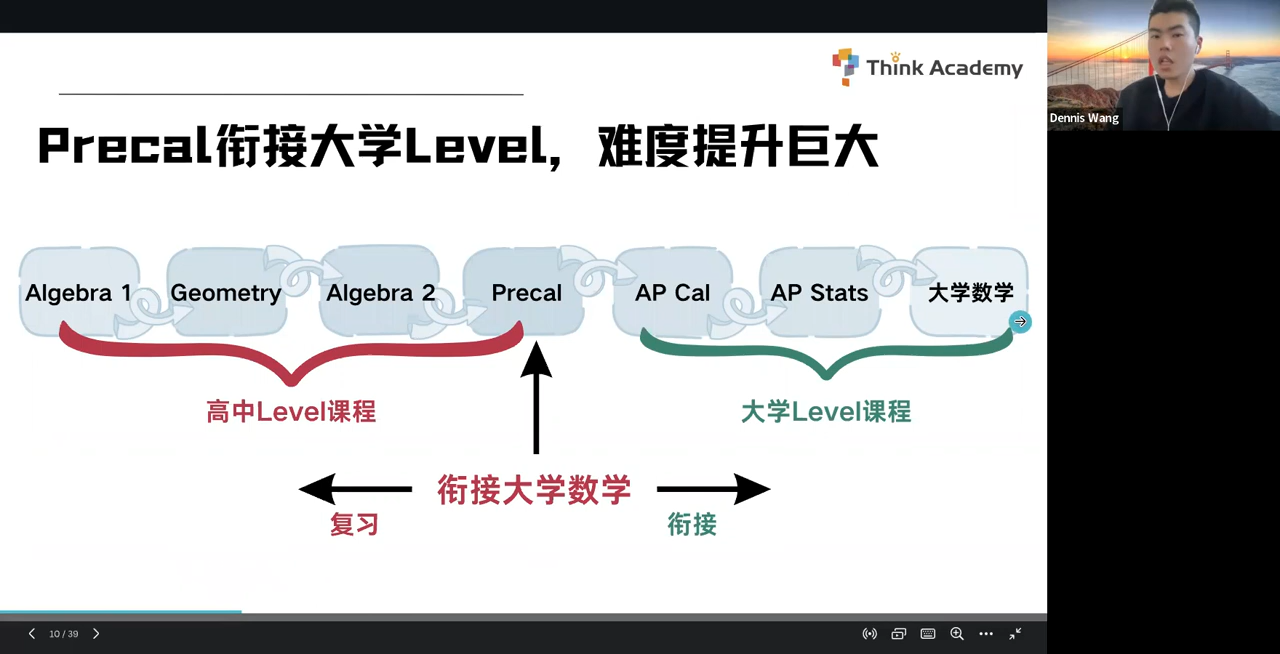 Think Academy
Dennis Wang
Precal衔接大学Level，难度提升巨大
Algebra 1
Geometry
Algebra 2
Precal
AP Cal
AP Stats
大学数学
高中Level课程
大学Level课程
衔接大学数学
复习
衔接
10 / 39